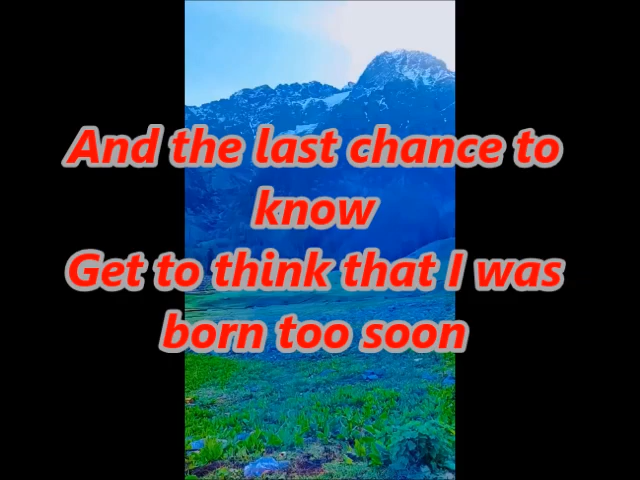 And the last chance to
know
Get to think that I was
born too soon